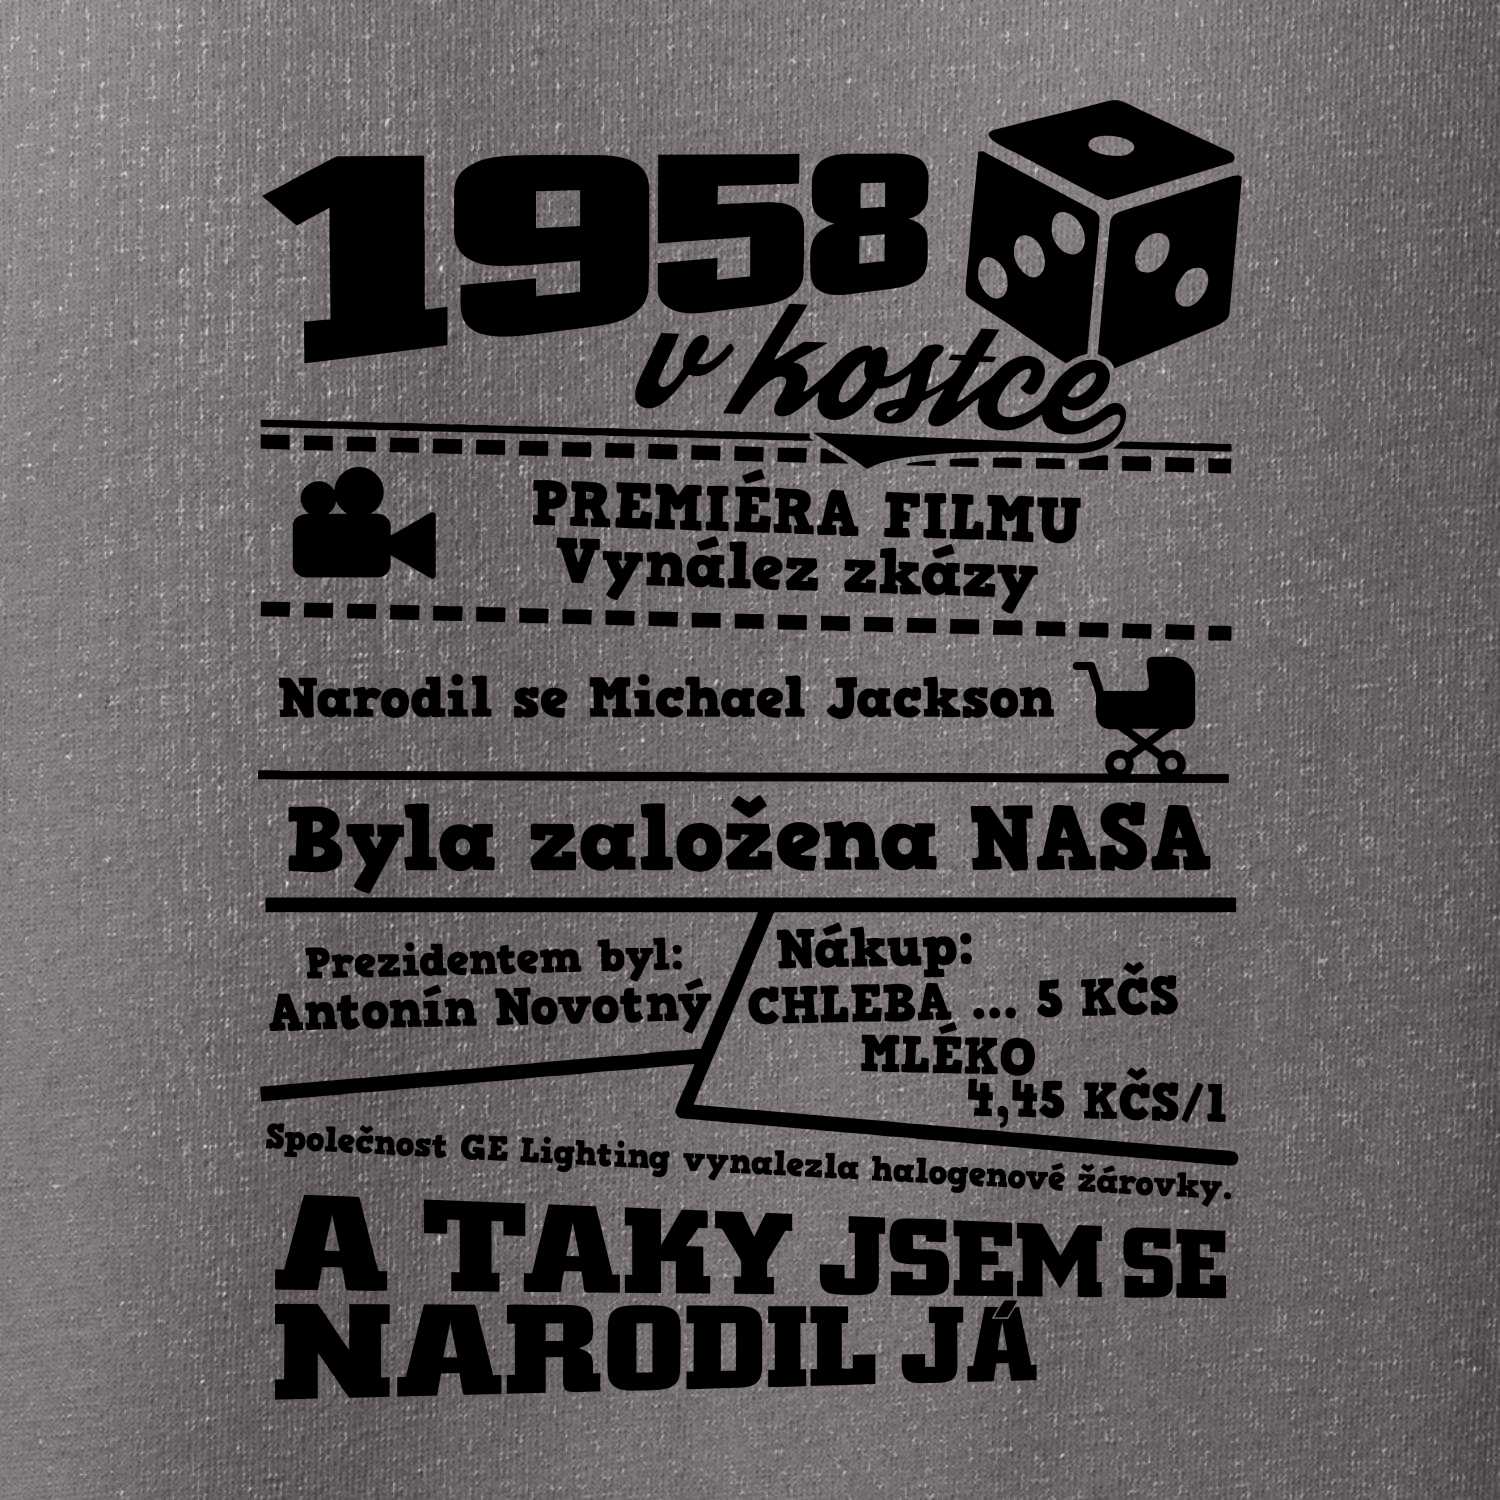 1958
v kostce
PREMIÉRA FILMU
Vynález zkázy
Narodil se Michael Jackson
Byla založena NASA
Prezidentem byl:
Antonín Novotný
Nákup:
CHLEBA ... 5 KČS
MLÉKO
4,45 KČS/l
Společnost GE Lighting vynalezla halogenové žárovky.
A TAKY JSEM SE
NARODIL JÁ